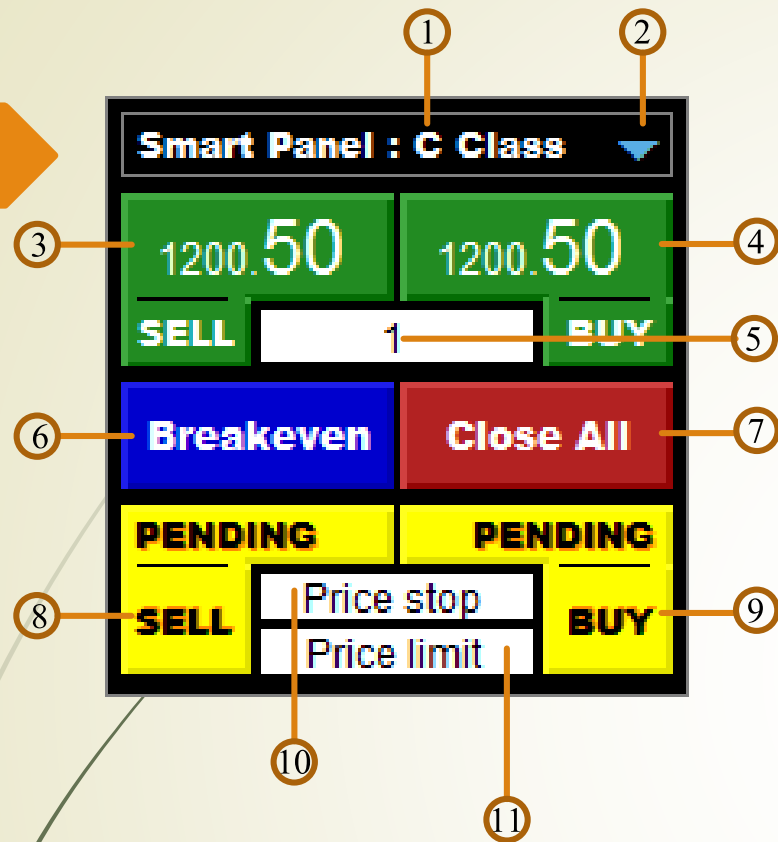 1 2
Smart Panel : C Class
3 1200.50 1200.50 4
SELL 1 BUY 5
6 Breakeven Close All 7
PENDING PENDING
8 SELL Price stop BUY 9
Price limit
10
11